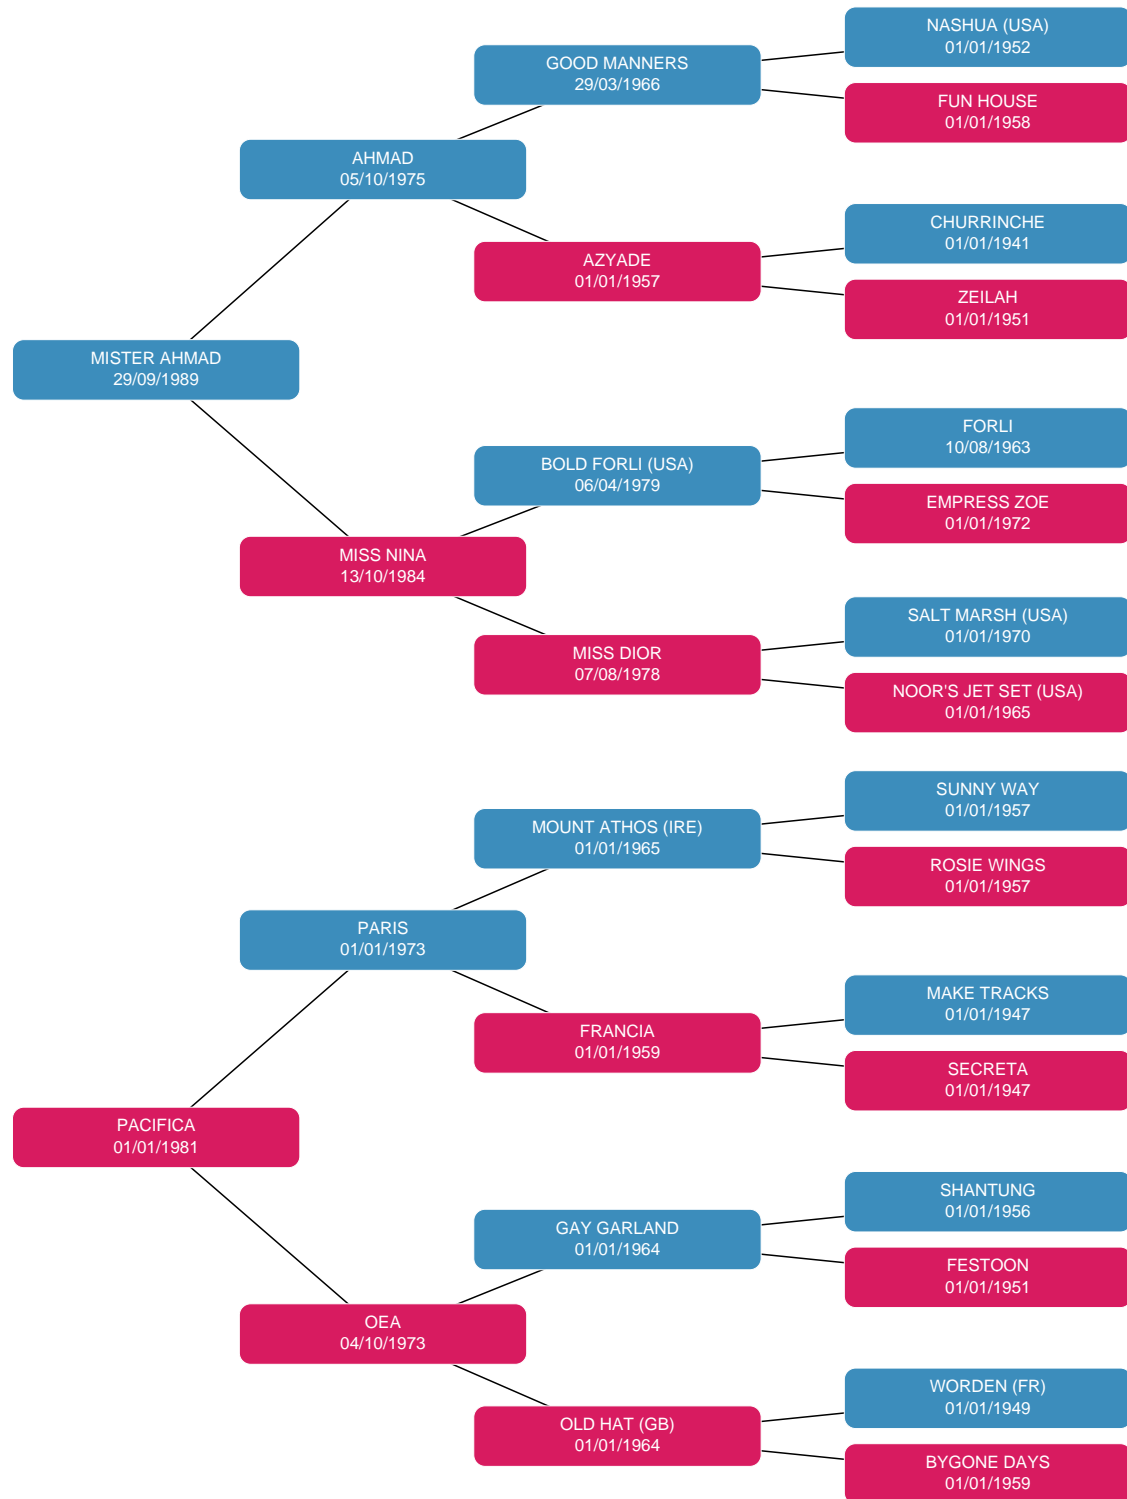 NASHUA (USA)
01/01/1952
GOOD MANNERS
29/03/1966
FUN HOUSE
01/01/1958
AHMAD
05/10/1975
CHURRINCHE
01/01/1941
AZYADE
01/01/1957
ZEILAH
01/01/1951
MISTER AHMAD
29/09/1989
FORLI
10/08/1963
BOLD FORLI (USA)
06/04/1979
EMPRESS ZOE
01/01/1972
MISS NINA
13/10/1984
SALT MARSH (USA)
01/01/1970
MISS DIOR
07/08/1978
NOOR'S JET SET (USA)
01/01/1965
SUNNY WAY
01/01/1957
MOUNT ATHOS (IRE)
01/01/1965
ROSIE WINGS
01/01/1957
PARIS
01/01/1973
MAKE TRACKS
01/01/1947
FRANCIA
01/01/1959
SECRETA
01/01/1947
PACIFICA
01/01/1981
SHANTUNG
01/01/1956
GAY GARLAND
01/01/1964
FESTOON
01/01/1951
OEA
04/10/1973
WORDEN (FR)
01/01/1949
OLD HAT (GB)
01/01/1964
BYGONE DAYS
01/01/1959